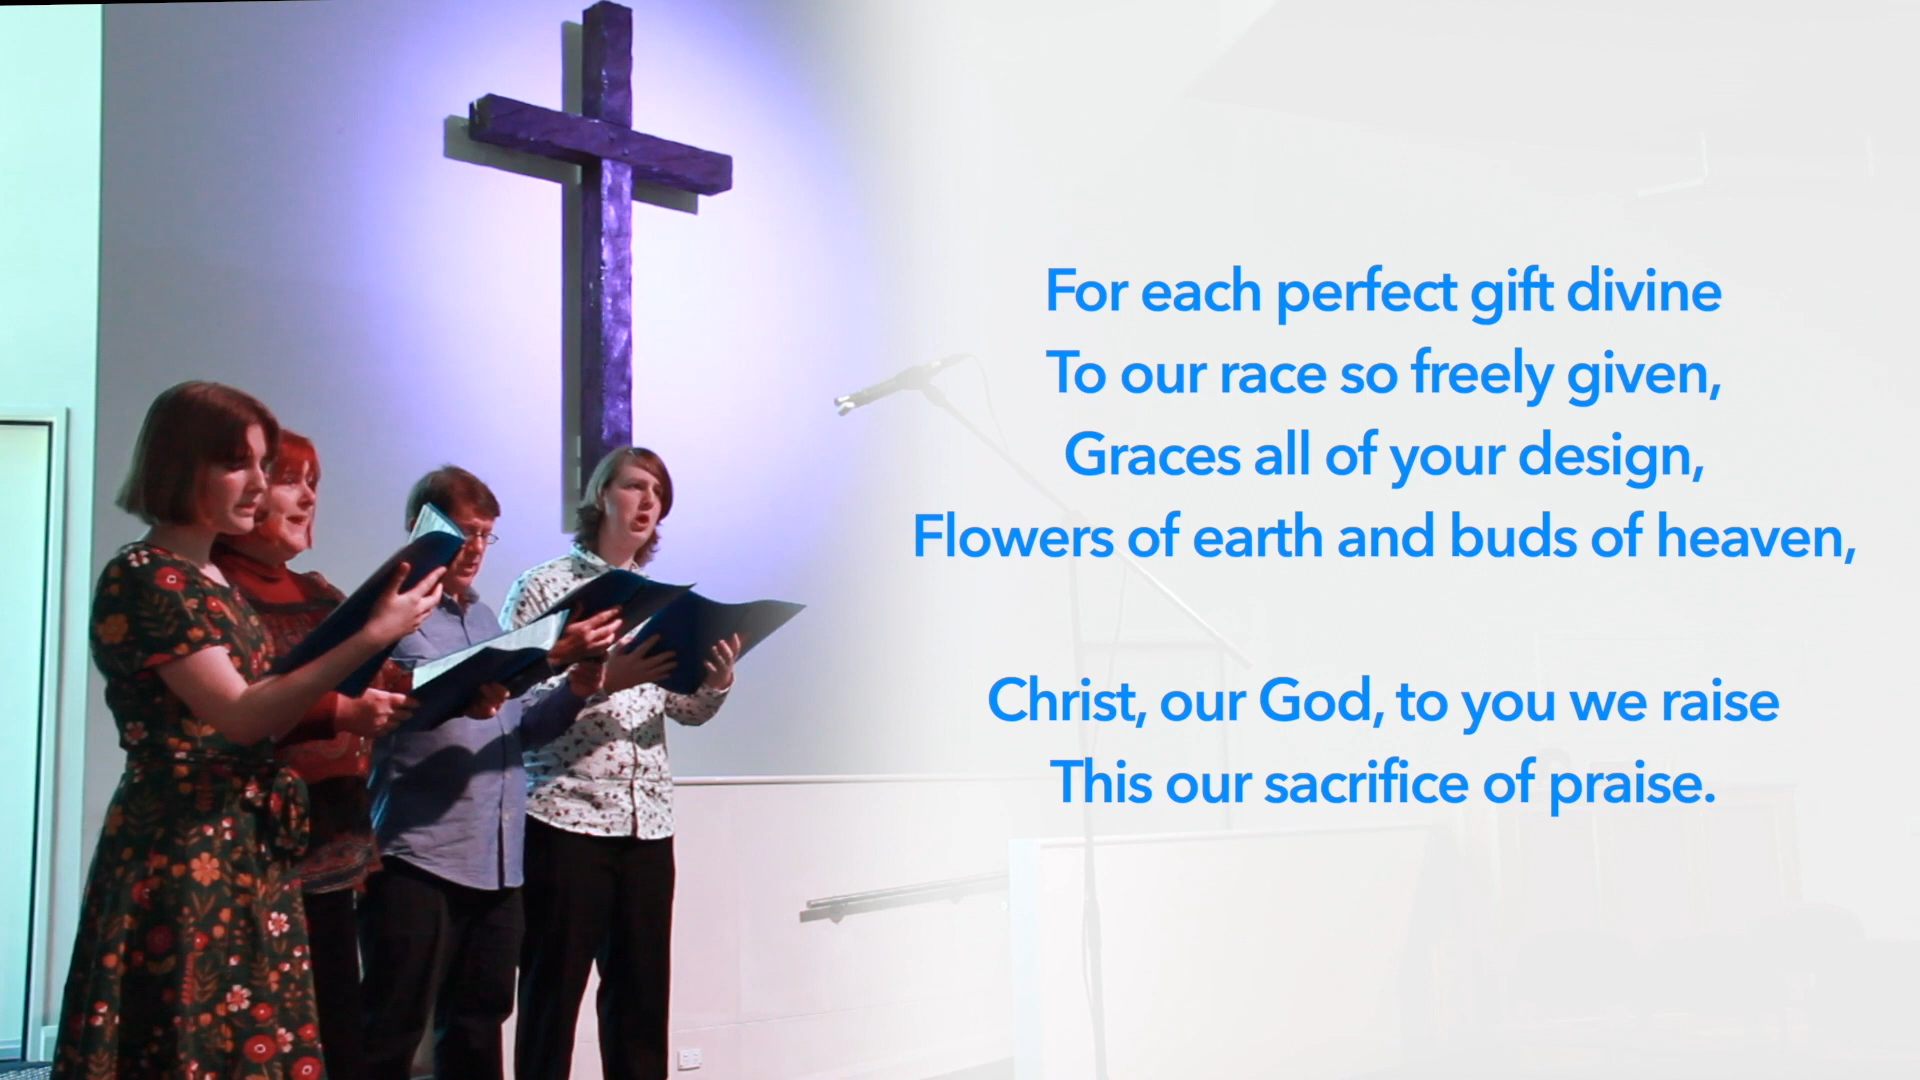 For each perfect gift divine
To our race so freely given,
Graces all of your design,
Flowers of earth and buds of heaven,
Christ, our God, to you we raise
This our sacrifice of praise.